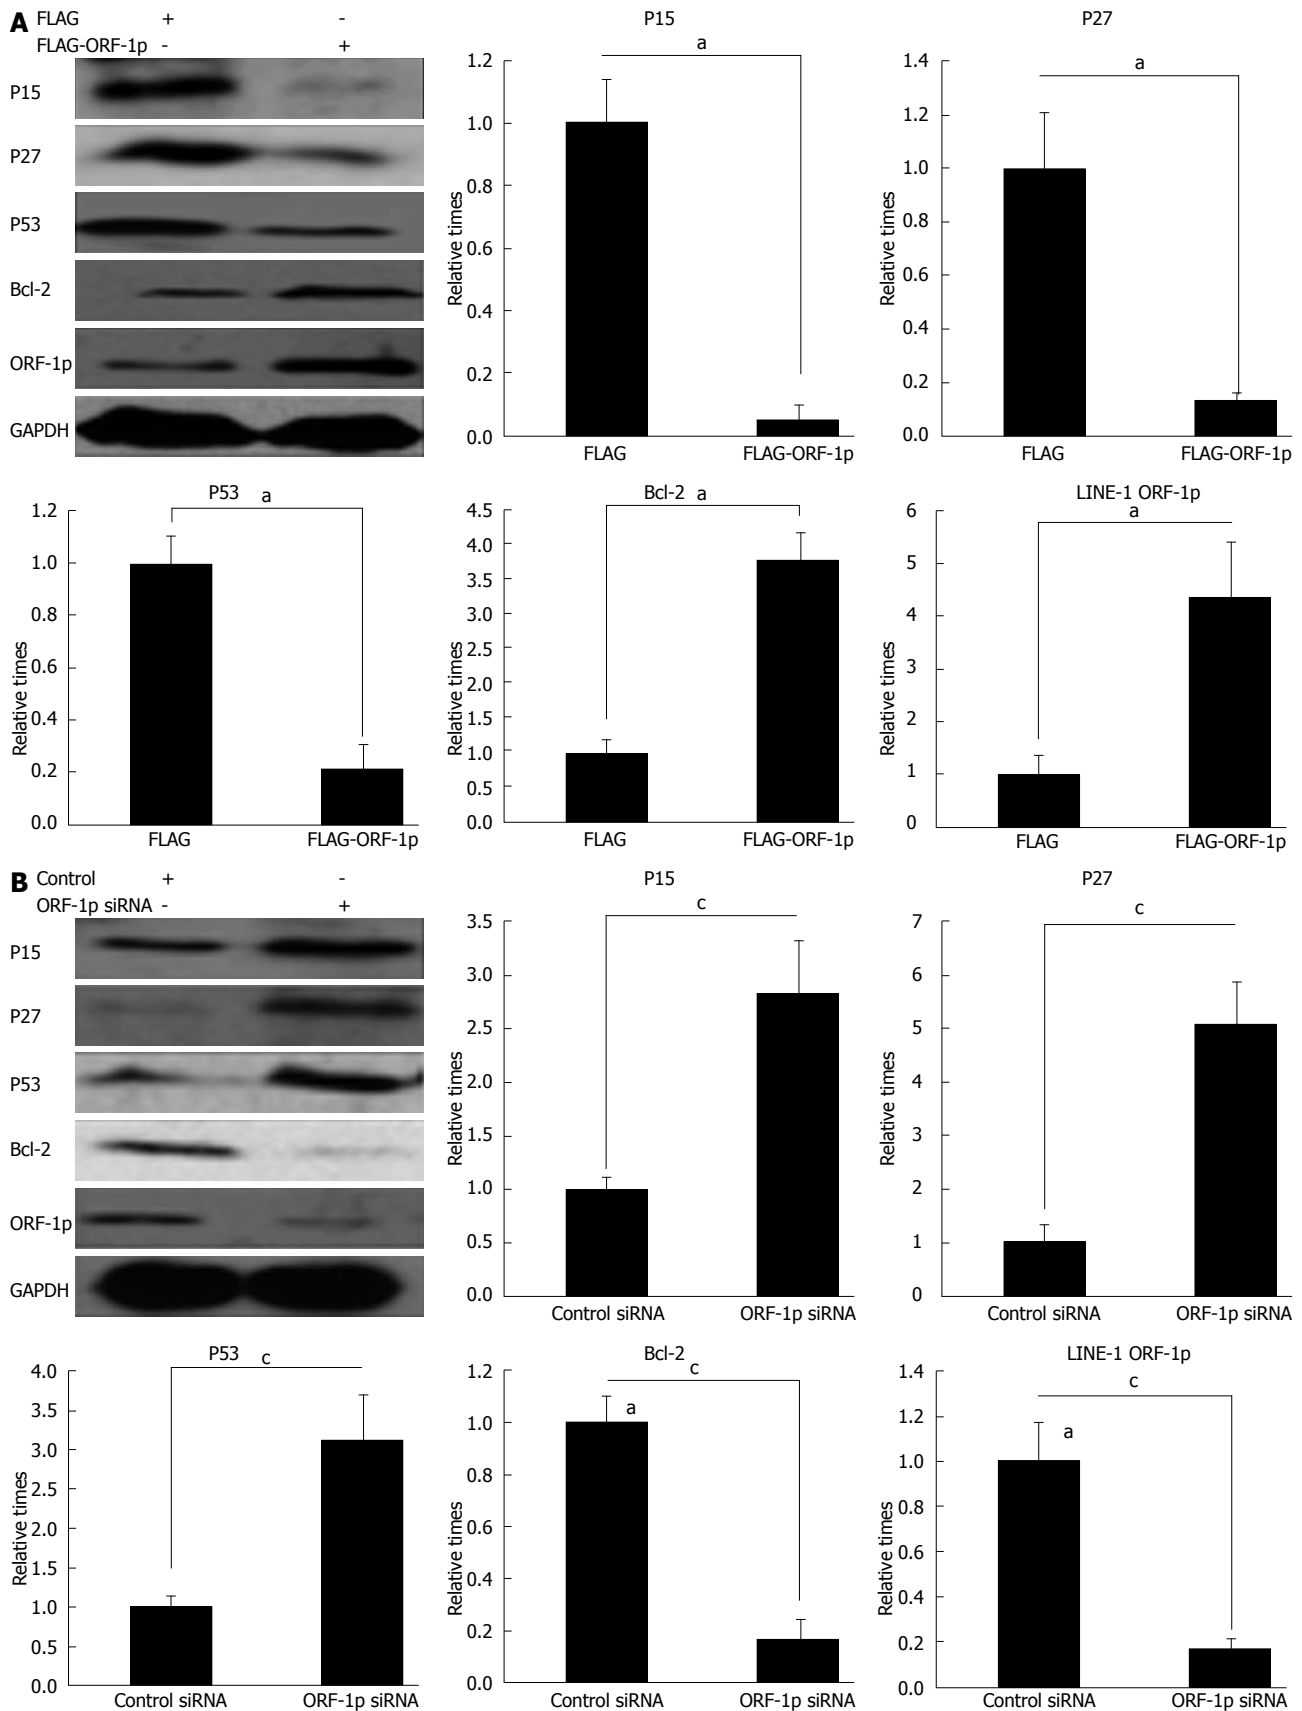 A FLAG + -
FLAG-ORF-1p - +
P15
P27
P53
Bcl-2
ORF-1p
GAPDH
P15
a
1.2
1.0
0.8
0.6
0.4
0.2
0.0
Relative times
FLAG FLAG-ORF-1p
P27
a
1.4
1.2
1.0
0.8
0.6
0.4
0.2
0.0
Relative times
FLAG FLAG-ORF-1p
P53 a
1.2
1.0
0.8
0.6
0.4
0.2
0.0
Relative times
FLAG FLAG-ORF-1p
Bcl-2 a
4.5
4.0
3.5
3.0
2.5
2.0
1.5
1.0
0.5
0.0
Relative times
FLAG FLAG-ORF-1p
LINE-1 ORF-1p
a
6
5
4
3
2
1
0
Relative times
FLAG FLAG-ORF-1p
B Control + -
ORF-1p siRNA - +
P15
P27
P53
Bcl-2
ORF-1p
GAPDH
P15
c
3.5
3.0
2.5
2.0
1.5
1.0
0.5
0.0
Relative times
Control siRNA ORF-1p siRNA
P27
c
7
6
5
4
3
2
1
0
Relative times
Control siRNA ORF-1p siRNA
P53 c
4.0
3.5
3.0
2.5
2.0
1.5
1.0
0.5
0.0
Relative times
Control siRNA ORF-1p siRNA
Bcl-2
c
a
1.2
1.0
0.8
0.6
0.4
0.2
0.0
Relative times
Control siRNA ORF-1p siRNA
LINE-1 ORF-1p
c
a
1.4
1.2
1.0
0.8
0.6
0.4
0.2
0.0
Relative times
Control siRNA ORF-1p siRNA